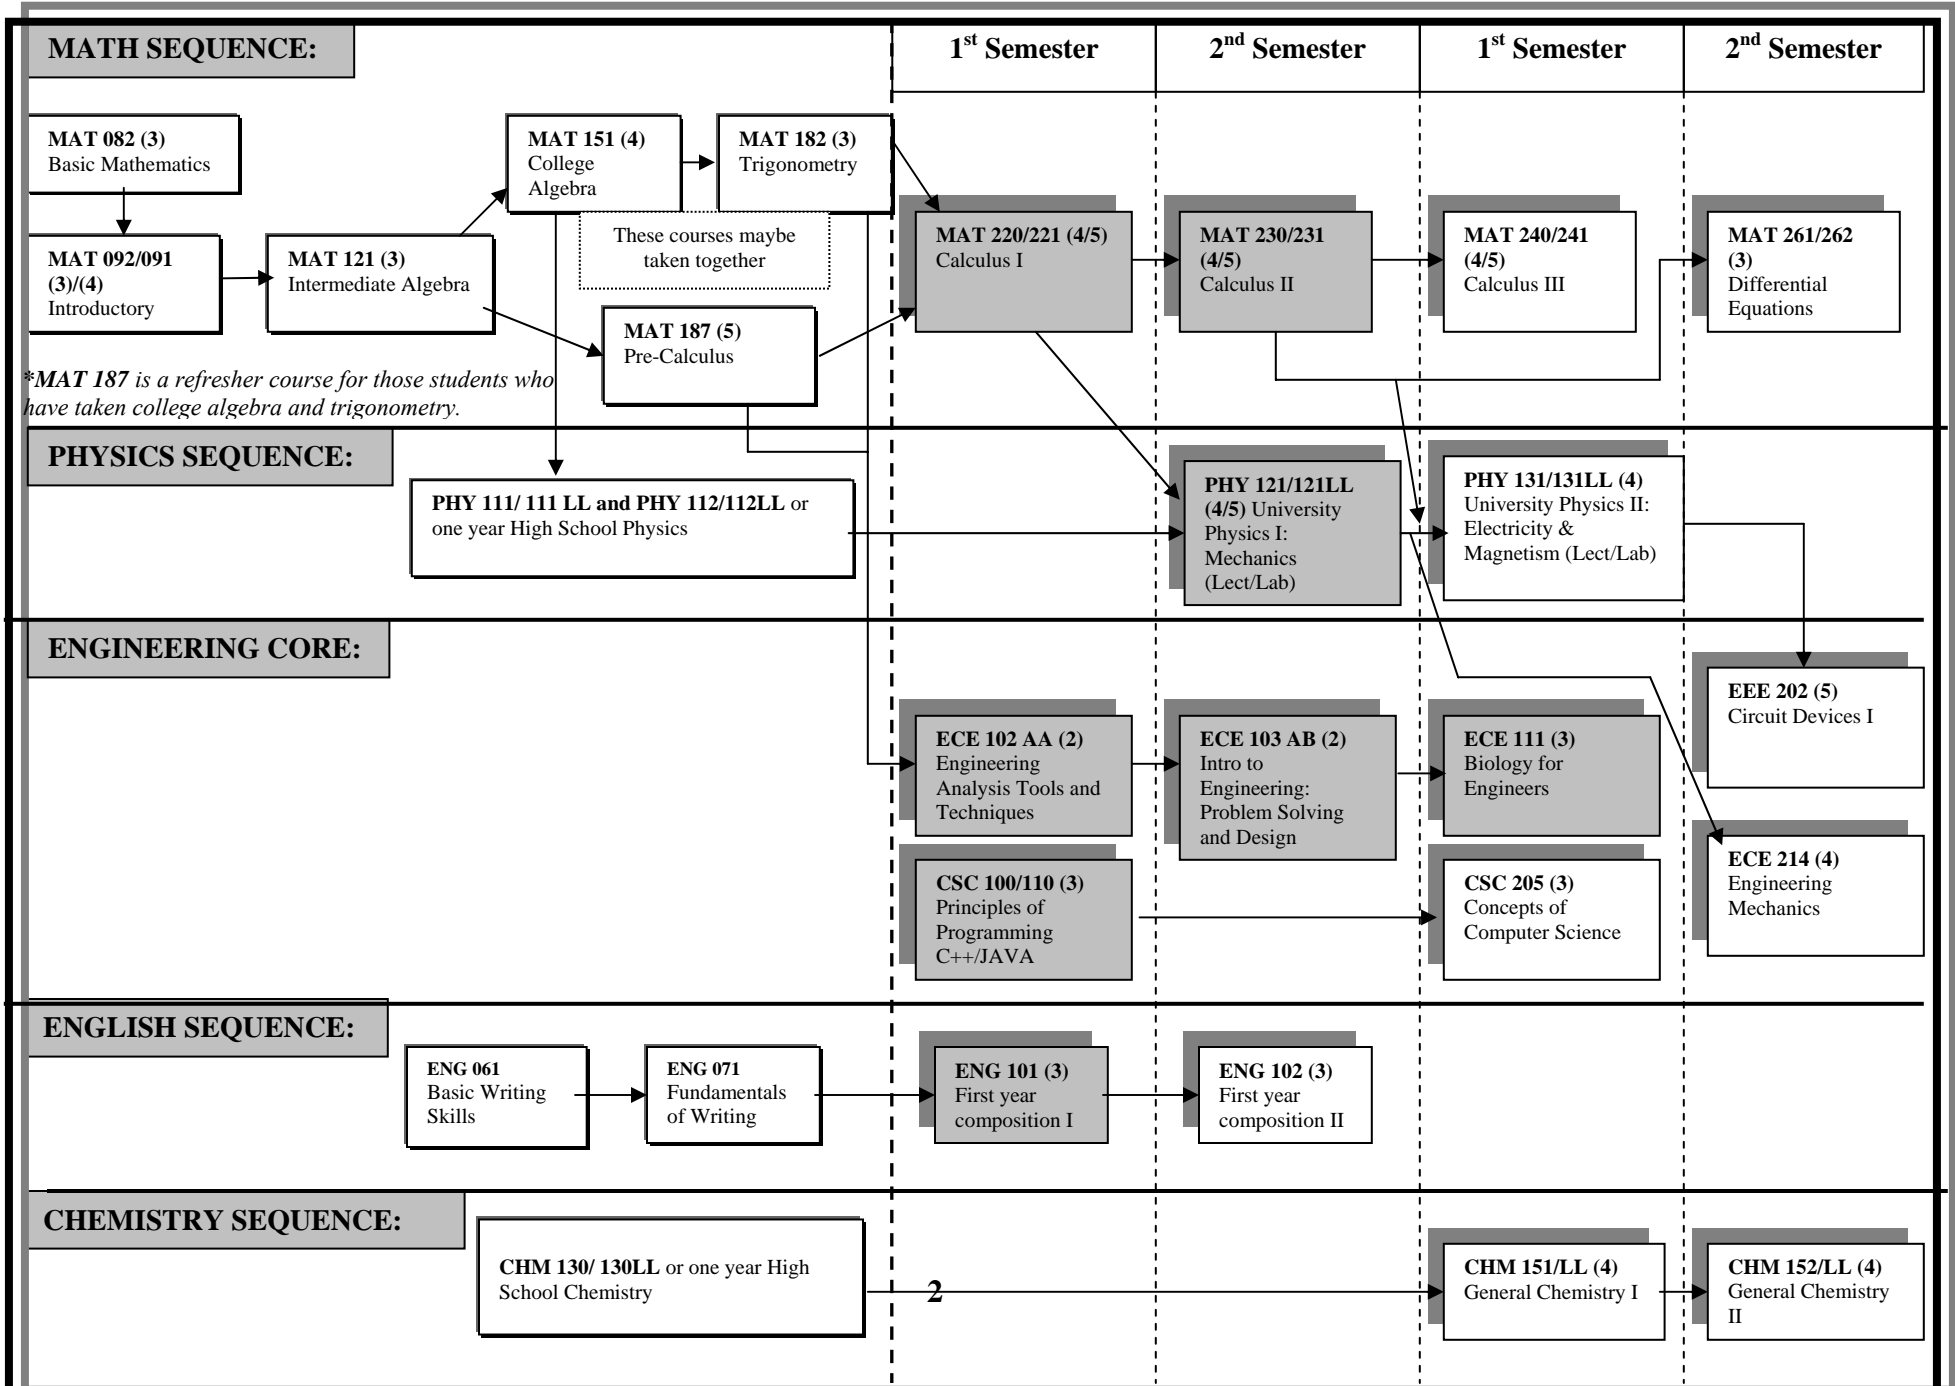 MATH SEQUENCE:
1st Semester
2nd Semester
1st Semester
2nd Semester
MAT 082 (3)
Basic Mathematics
MAT 151 (4)
College
Algebra
MAT 182 (3)
Trigonometry
These courses maybe
taken together
MAT 092/091
(3)/(4)
Introductory
MAT 121 (3)
Intermediate Algebra
MAT 187 (5)
Pre-Calculus
MAT 220/221 (4/5)
Calculus I
MAT 230/231
(4/5)
Calculus II
MAT 240/241
(4/5)
Calculus III
MAT 261/262
(3)
Differential
Equations
*MAT 187 is a refresher course for those students who
have taken college algebra and trigonometry.
PHYSICS SEQUENCE:
PHY 111/ 111 LL and PHY 112/112LL or
one year High School Physics
PHY 121/121LL
(4/5) University
Physics I:
Mechanics
(Lect/Lab)
PHY 131/131LL (4)
University Physics II:
Electricity &
Magnetism (Lect/Lab)
ENGINEERING CORE:
ECE 102 AA (2)
Engineering
Analysis Tools and
Techniques
ECE 103 AB (2)
Intro to
Engineering:
Problem Solving
and Design
ECE 111 (3)
Biology for
Engineers
EEE 202 (5)
Circuit Devices I
CSC 100/110 (3)
Principles of
Programming
C++/JAVA
CSC 205 (3)
Concepts of
Computer Science
ECE 214 (4)
Engineering
Mechanics
ENGLISH SEQUENCE:
ENG 061
Basic Writing
Skills
ENG 071
Fundamentals
of Writing
ENG 101 (3)
First year
composition I
ENG 102 (3)
First year
composition II
CHEMISTRY SEQUENCE:
CHM 130/ 130LL or one year High
School Chemistry
2
CHM 151/LL (4)
General Chemistry I
CHM 152/LL (4)
General Chemistry
II